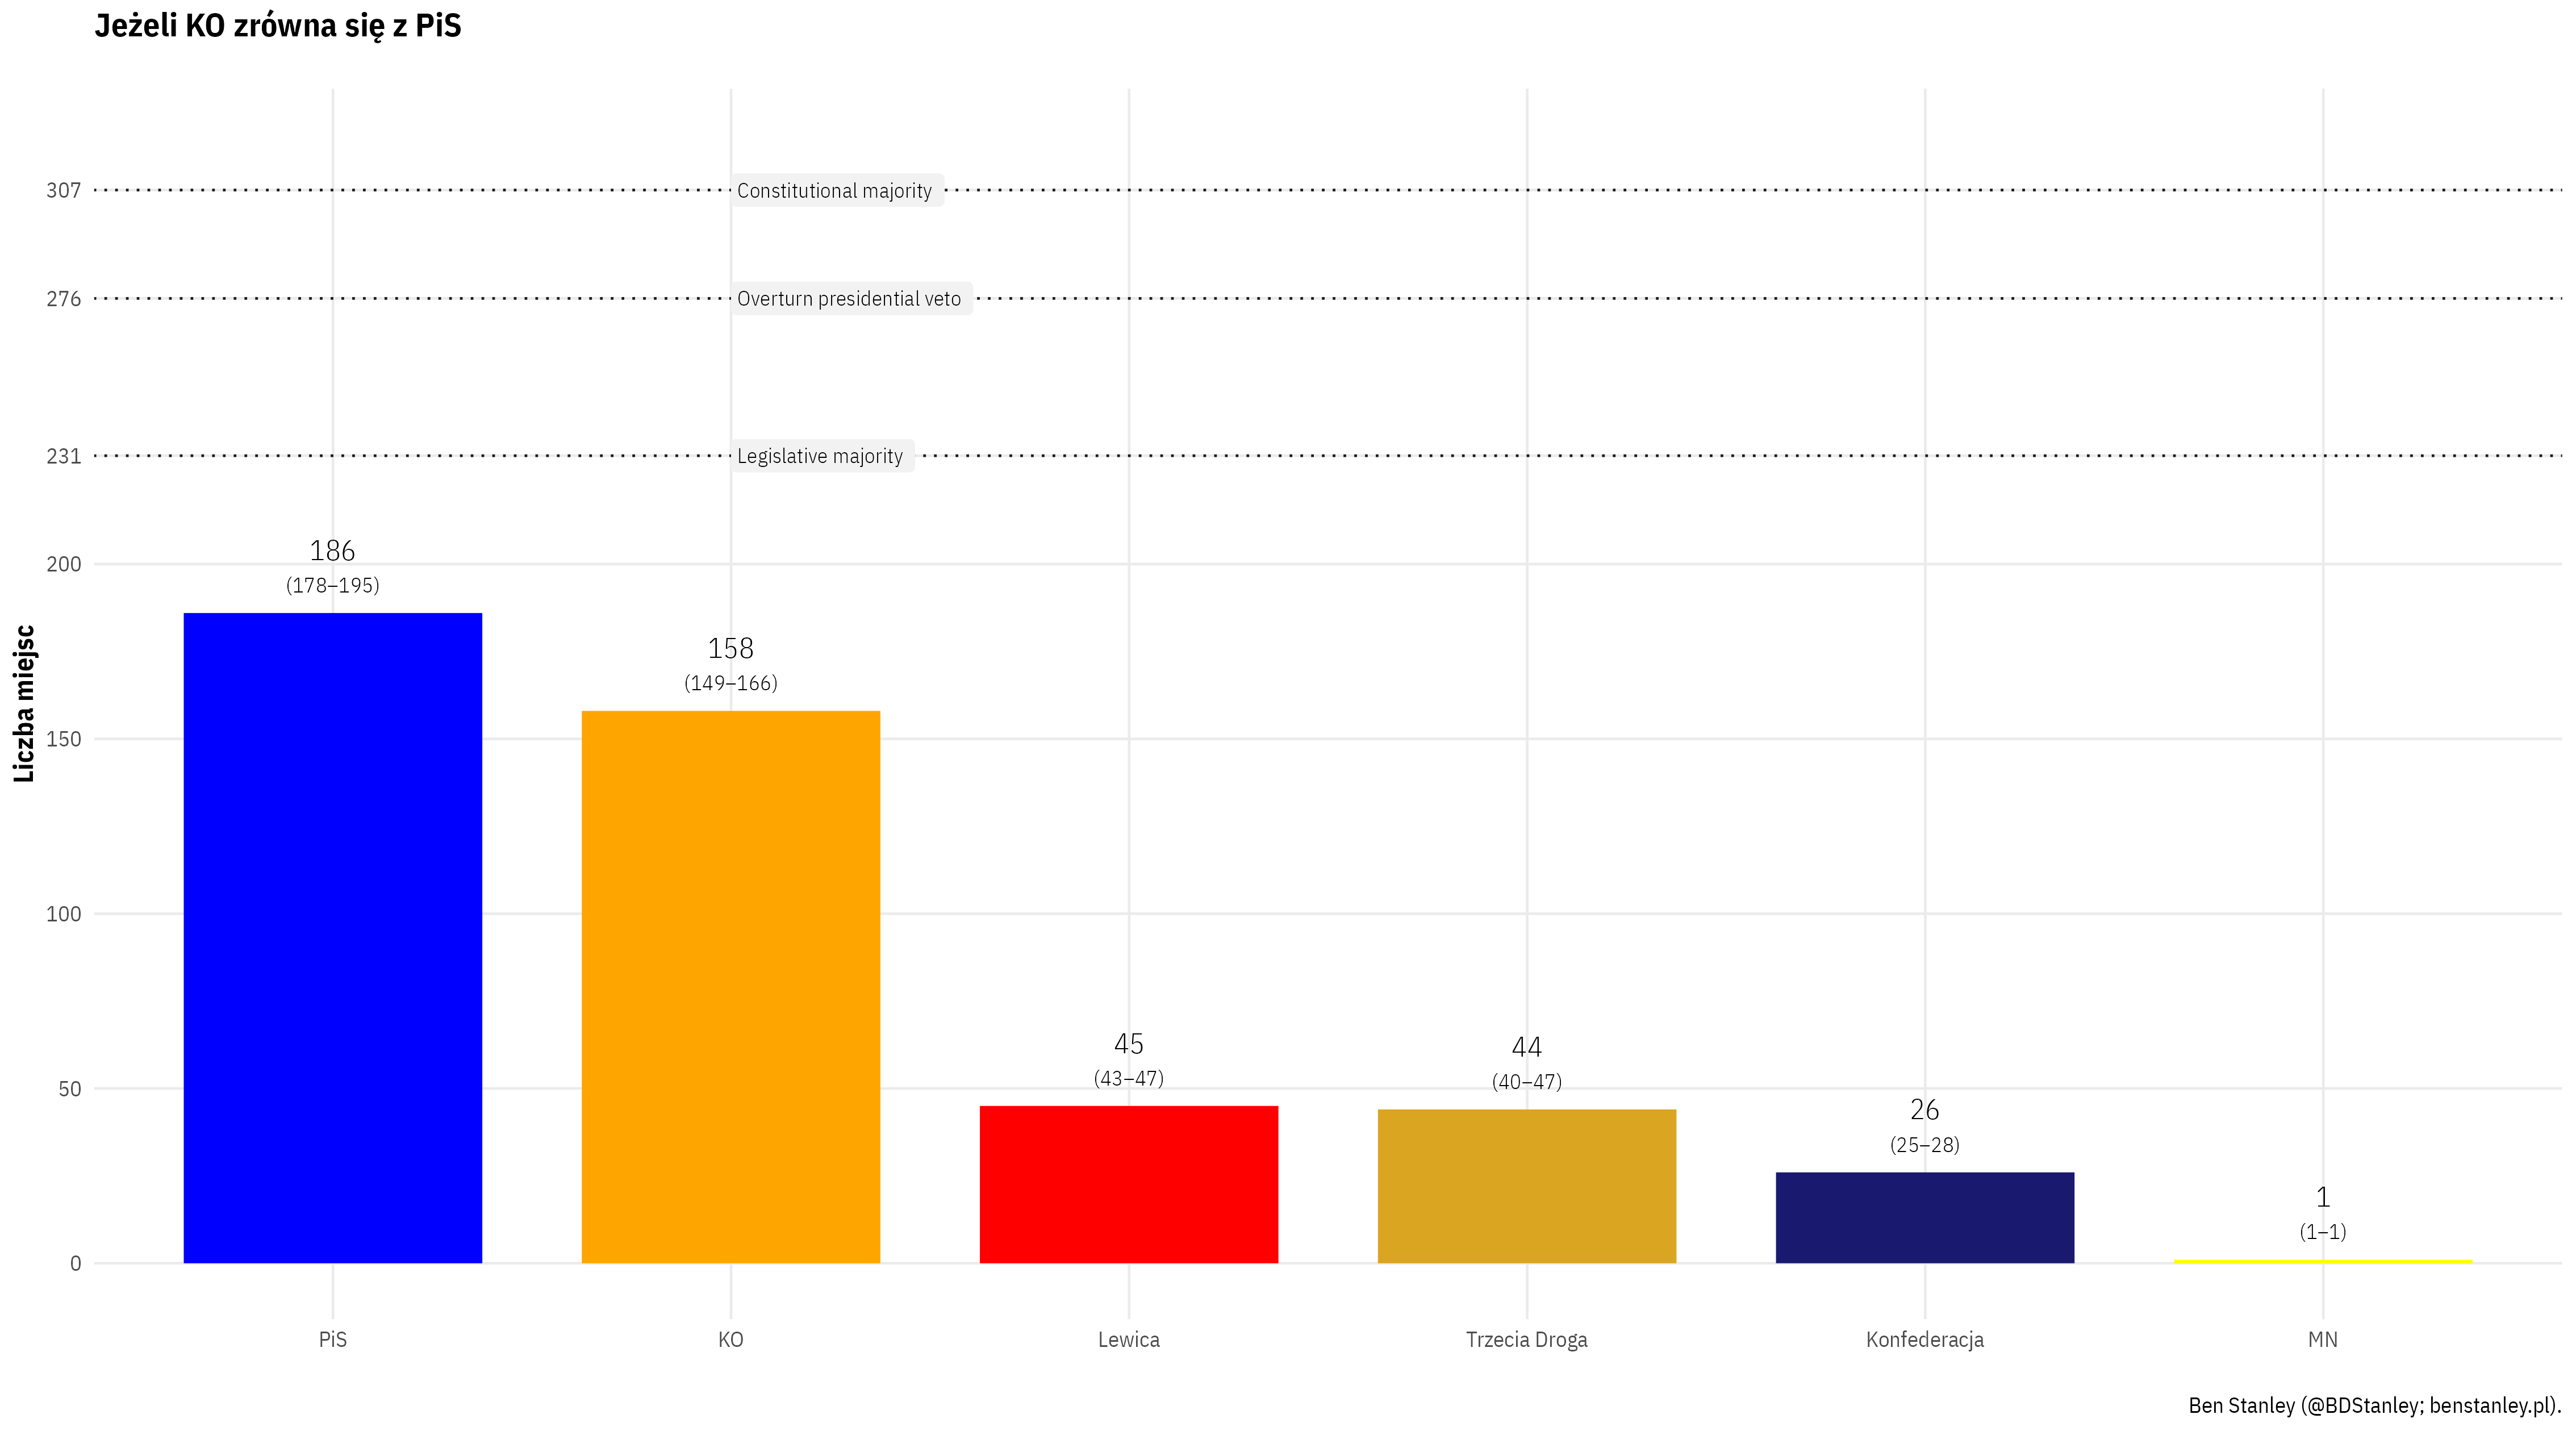 Jeżeli KO zrówna się z PiS
307
Constitutional majority
276
Overturn presidential veto
231
Legislative majority
200
186
(178–195)
158
(149–166)
150
Liczba miejsc
100
45
(43–47)
44
(40–47)
50
26
(25–28)
1
(1–1)
0
PiS KO Lewica Trzecia Droga Konfederacja MN
Ben Stanley (@BDStanley; benstanley.pl).